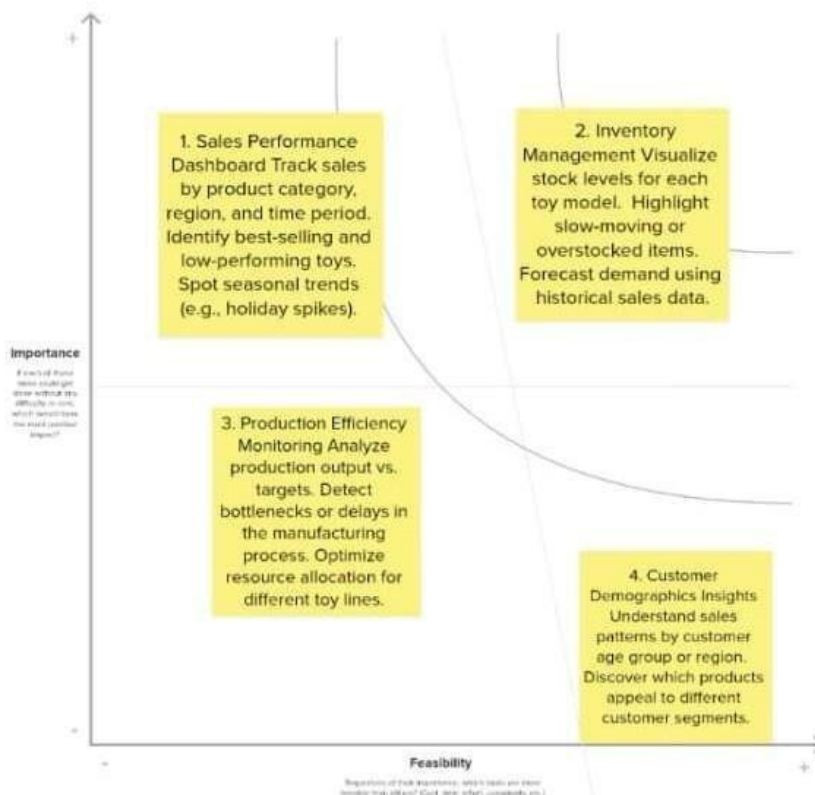 1. Sales Performance
Dashboard Track sales
by product category,
region, and time period.
Identify best-selling and
low-performing toys.
Spot seasonal trends
(e.g., holiday spikes).
2. Inventory
Management Visualize
stock levels for each
toy model. Highlight
slow-moving or
overstocked items.
Forecast demand using
historical sales data.
Importance
3. Production Efficiency
Monitoring Analyze
production output vs.
targets. Detect
bottlenecks or delays in
the manufacturing
process. Optimize
resource allocation for
different toy lines.
4. Customer
Demographics Insights
Understand sales
patterns by customer
age group or region.
Discover which products
appeal to different
customer segments.
Feasibility